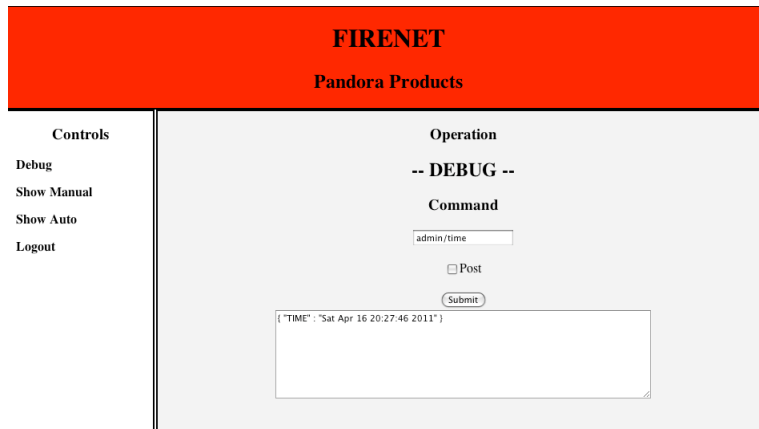 FIRENET
Pandora Products
Controls
Debug
Show Manual
Show Auto
Logout
Operation
-- DEBUG --
Command
admin/time
Post
Submit
{ "TIME" : "Sat Apr 16 20:27:46 2011" }